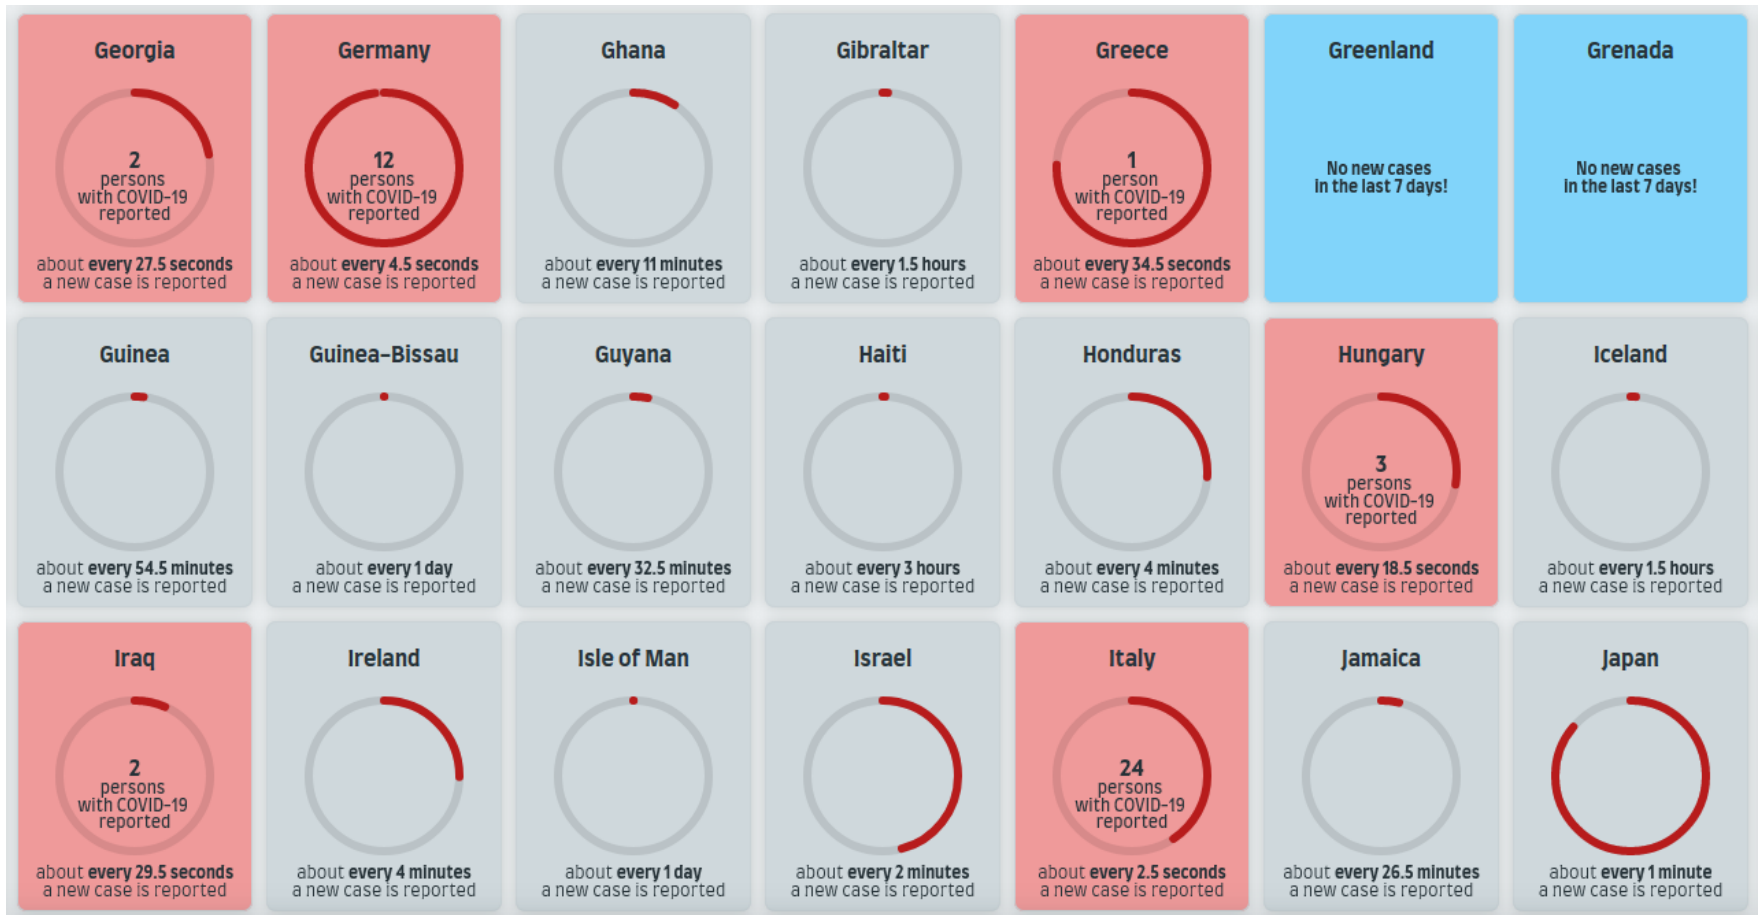 Georgia
2
persons
with COVID-19
reported
about every 27.5 seconds
a new case is reported
Germany
12
persons
with COVID-19
reported
about every 4.5 seconds
a new case is reported
Ghana
about every 11 minutes
a new case is reported
Gibraltar
about every 1.5 hours
a new case is reported
Greece
1
person
with COVID-19
reported
about every 34.5 seconds
a new case is reported
Greenland
No new cases
in the last 7 days!
Grenada
No new cases
in the last 7 days!
Guinea
about every 54.5 minutes
a new case is reported
Guinea-Bissau
about every 1 day
a new case is reported
Guyana
about every 32.5 minutes
a new case is reported
Haiti
about every 3 hours
a new case is reported
Honduras
about every 4 minutes
a new case is reported
Hungary
3
persons
with COVID-19
reported
about every 18.5 seconds
a new case is reported
Iceland
about every 1.5 hours
a new case is reported
Iraq
2
persons
with COVID-19
reported
about every 29.5 seconds
a new case is reported
Ireland
about every 4 minutes
a new case is reported
Isle of Man
about every 1 day
a new case is reported
Israel
about every 2 minutes
a new case is reported
Italy
24
persons
with COVID-19
reported
about every 2.5 seconds
a new case is reported
Jamaica
about every 26.5 minutes
a new case is reported
Japan
about every 1 minute
a new case is reported